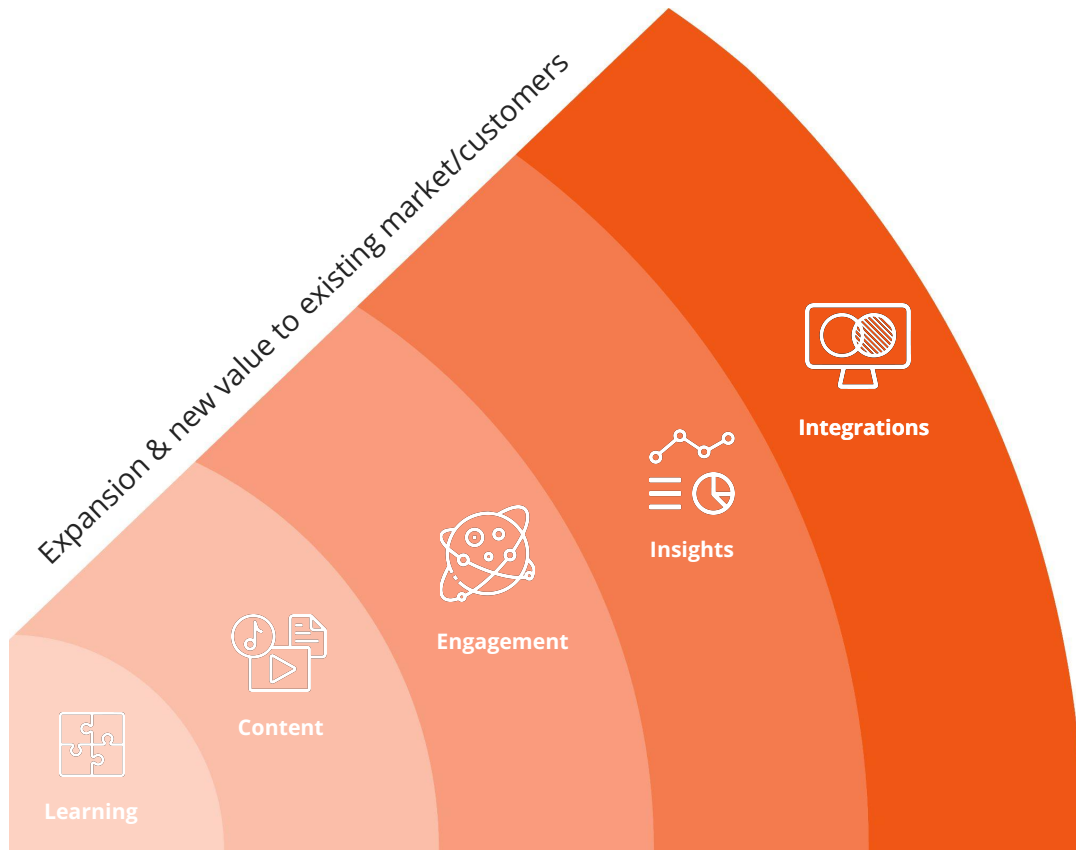 Expansion & new value to existing market/customers
Integrations
Insights
Engagement
Content
Learning